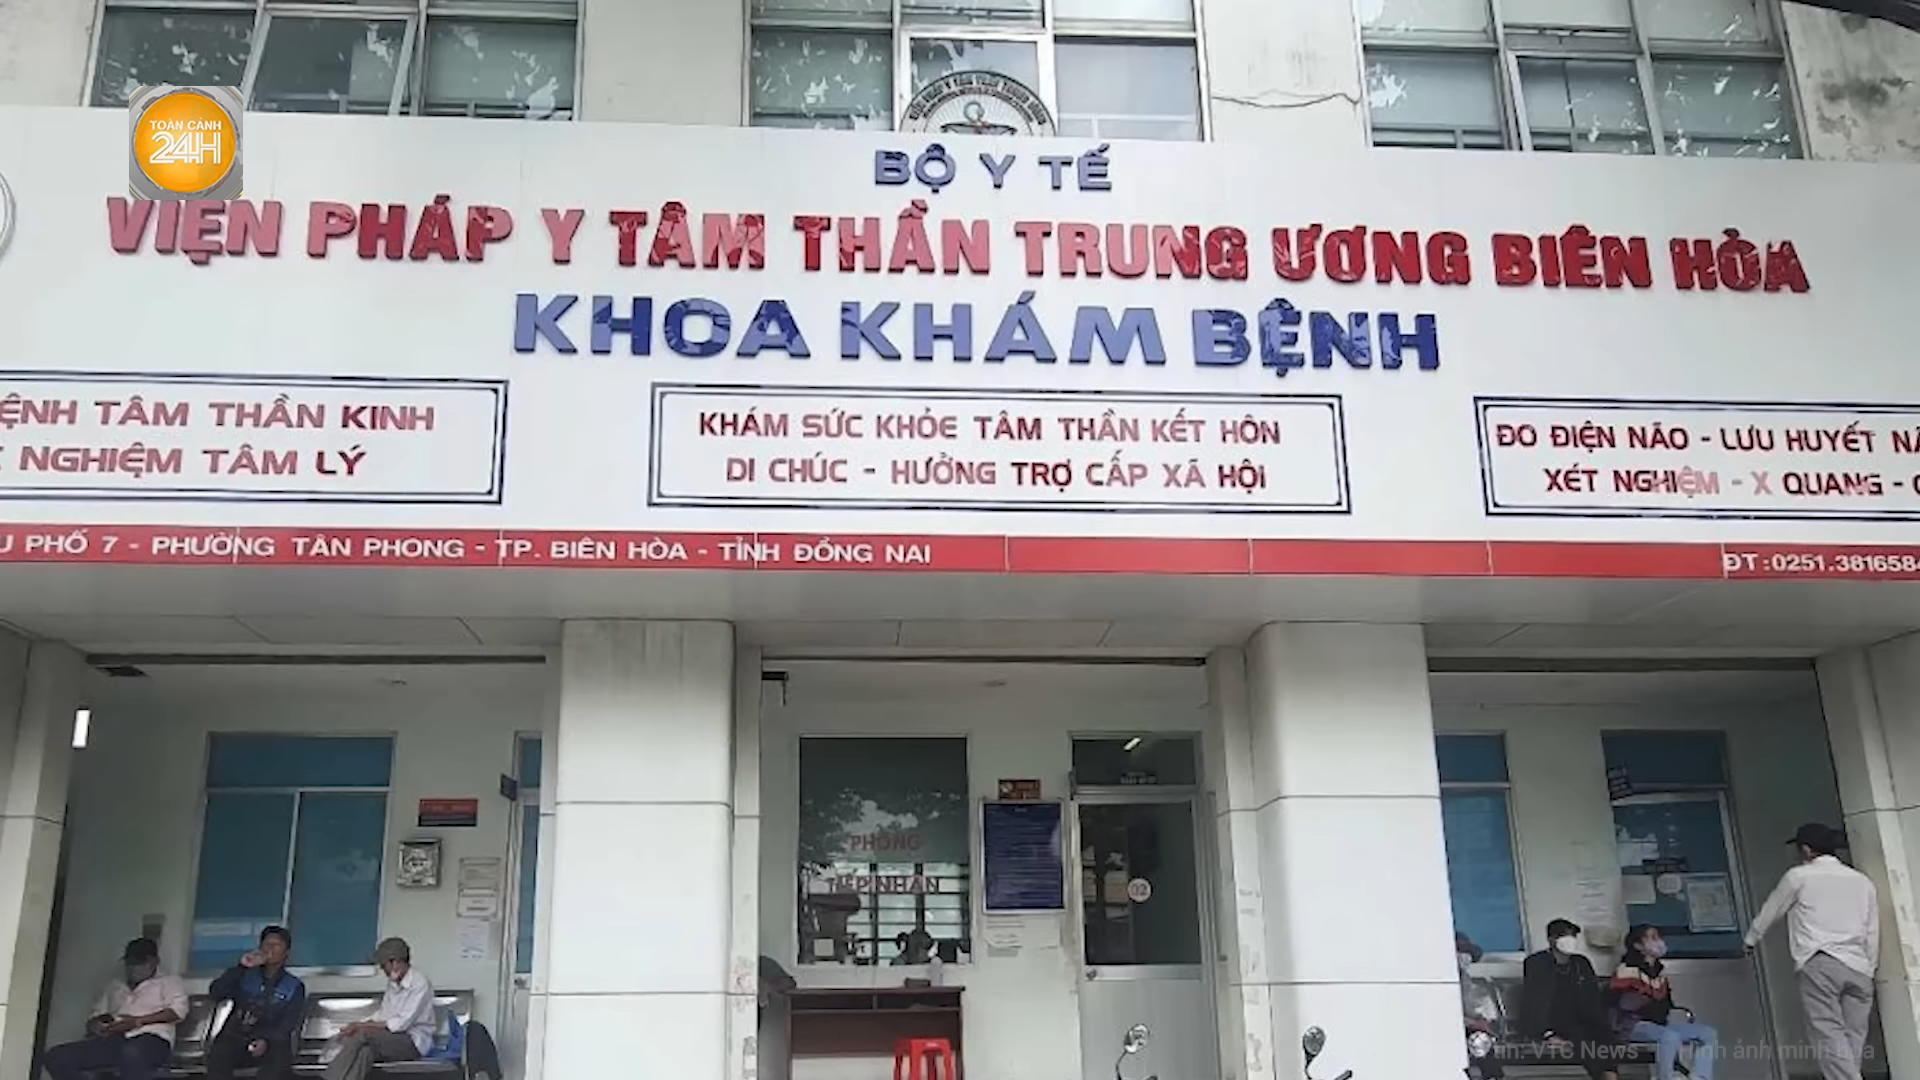 TOÀN CẢNH
24H
BỘ Y TẾ
VIỆN PHÁP Y TÂM THẦN TRUNG ƯƠNG BIÊN HÒA
KHOA KHÁM BỆNH
TÂM THẦN KINH
NGHIỆM TÂM LÝ
KHÁM SỨC KHỎE TÂM THẦN KẾT HÔN
DI CHÚC - HƯỞNG TRỢ CẤP XÃ HỘI
ĐO ĐIỆN NÃO - LƯU HUYẾT
XÉT NGHIỆM - X QUANG -
PHỐ 7 - PHƯỜNG TÂN PHONG - TP. BIÊN HÒA - TỈNH ĐỒNG NAI
ĐT:0251.381658
PHÒNG
TIẾP NHẬN
02
tin: VTC News
Hình ảnh minh họa